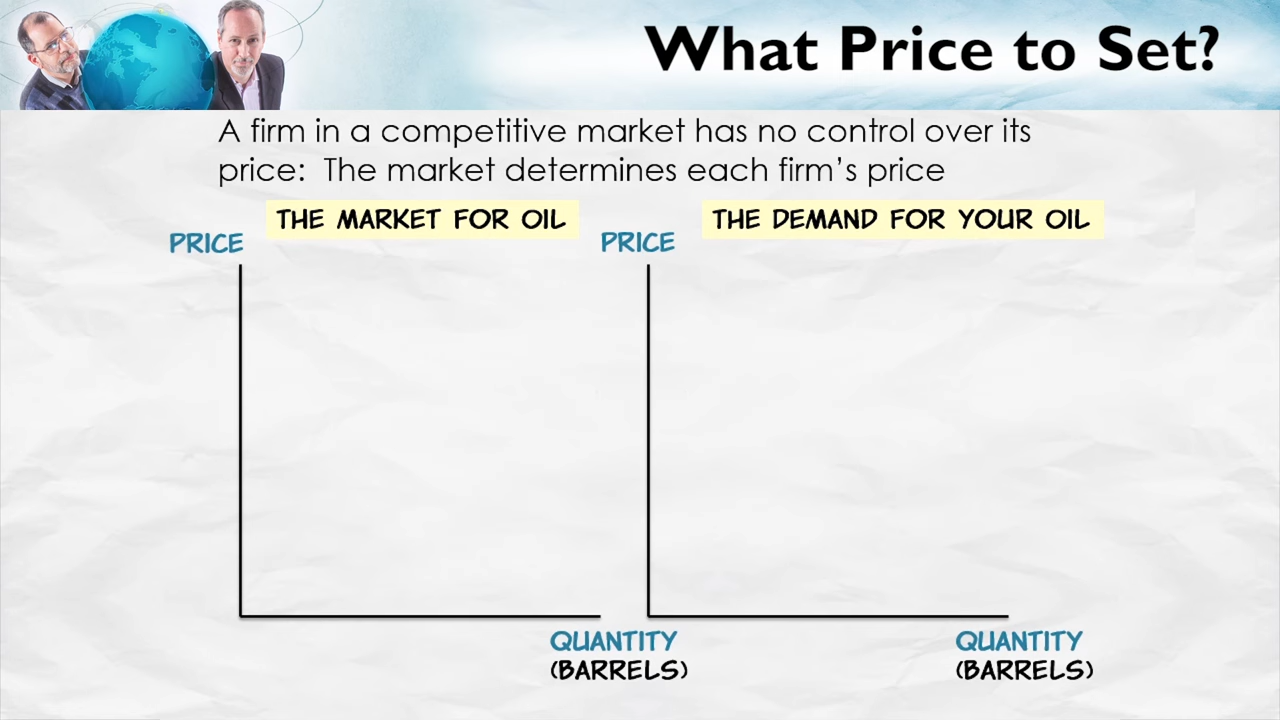 What Price to Set?
A firm in a competitive market has no control over its
price:  The market determines each firm's price
THE MARKET FOR OIL
PRICE
QUANTITY
(BARRELS)
THE DEMAND FOR YOUR OIL
PRICE
QUANTITY
(BARRELS)